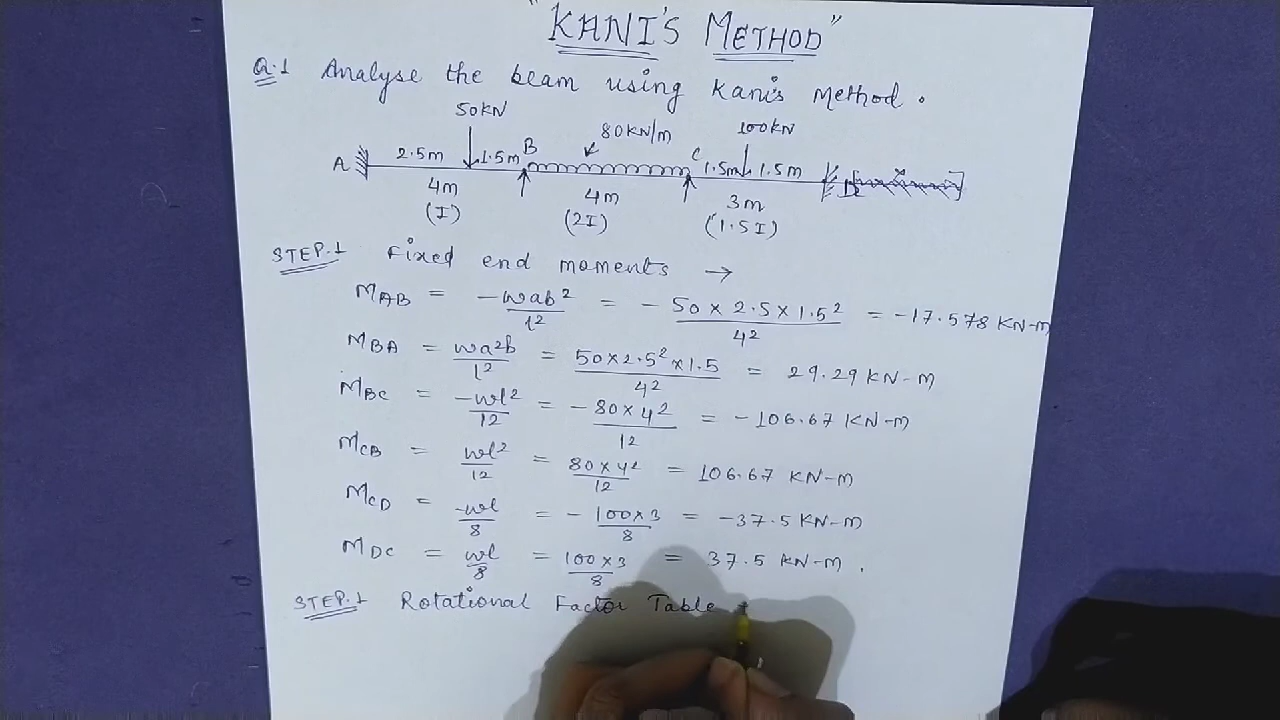 "KANI'S METHOD"
Q.1 Analyse the beam using Kani's Method.
50KN 80KN/m 100KN
A 2.5m 1.5m B C 1.5m 1.5m
4m 4m 3m
(I) (2I) (1.5I)
STEP.1 Fixed end moments →
MAB = -wab²/l² = - 50 × 2.5 × 1.5²/4² = -17.578 KN-m
MBA = wa²b/l² = 50×2.5²×1.5/4² = 29.29 KN-m
MBC = -wl²/12 = - 80×4²/12 = -106.67 KN-m
MCB = wl²/12 = 80×4²/12 = 106.67 KN-m
MCD = -wl/8 = - 100×3/8 = -37.5 KN-m
MDC = wl/8 = 100×3/8 = 37.5 KN-m.
STEP.1 Rotational Factor Table